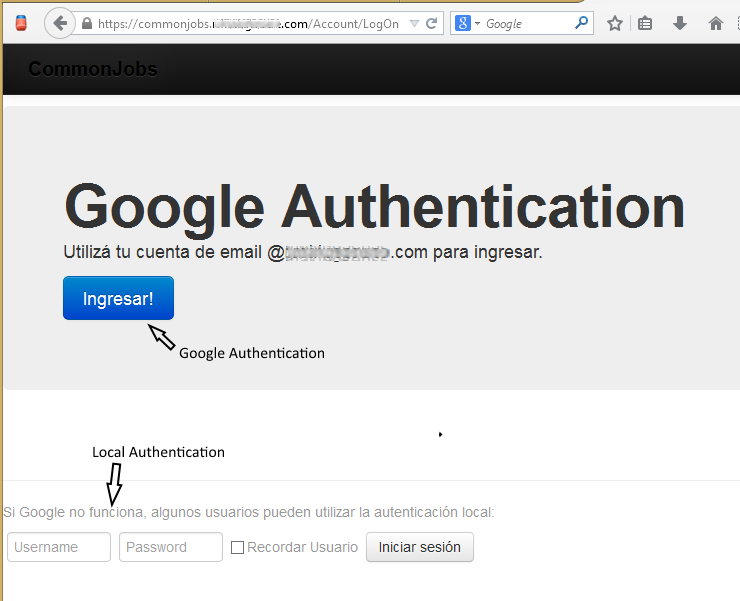 https://commonjobs. .com/Account/LogOn
Google
CommonJobs
Google Authentication
Utilizá tu cuenta de email @ .com para ingresar.
Ingresar!
Google Authentication
Local Authentication
Si Google no funciona, algunos usuarios pueden utilizar la autenticación local:
Username Password Recordar Usuario Iniciar sesión